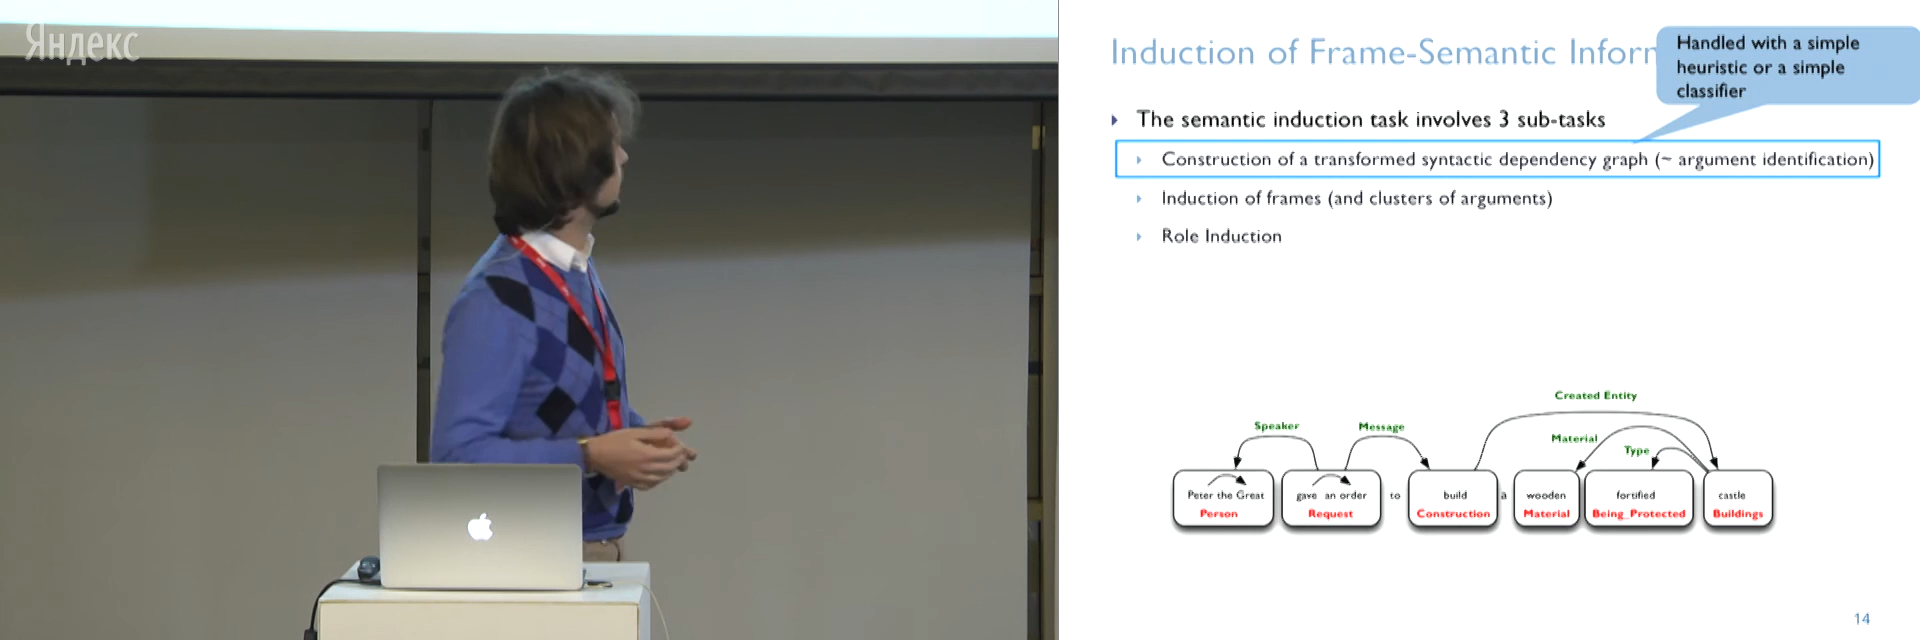 Яндекс
Induction of Frame-Semantic Inform
Handled with a simple
heuristic or a simple
classifier
The semantic induction task involves 3 sub-tasks
Construction of a transformed syntactic dependency graph (~ argument identification)
Induction of frames (and clusters of arguments)
Role Induction
Created Entity
Speaker
Message
Material
Type
Peter the Great
gave an order
to
build
a
wooden
fortified
castle
Person
Request
Construction
Material
Being_Protected
Buildings
14